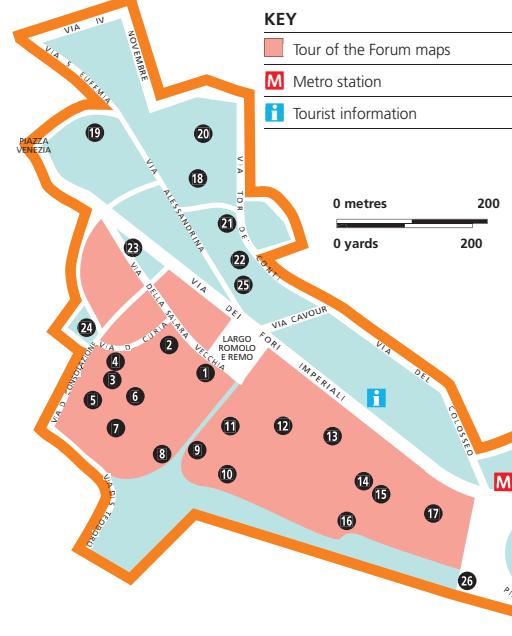 KEY
Tour of the Forum maps
M Metro station
i Tourist information
0 metres 200
0 yards 200
VIA IV
NOVEMBRE
VIA S. EUFEMIA
PIAZZA
VENEZIA
19
20
18
VIA ALESSANDRINA
VIA TOR DE' CONTI
21
22
25
23
VIA DELLA SALARA VECCHIA
VIA DEI FORI IMPERIALI
VIA CAVOUR
LARGO
ROMOLO
E REMO
VIA DEL COLOSSEO
24
VIA D. CURIA
VIA D. CONSOLAZIONE
2
4
3
1
6
5
7
8
9
11
12
13
10
14
15
16
17
i
M
VIA DI S. TEODORO
26